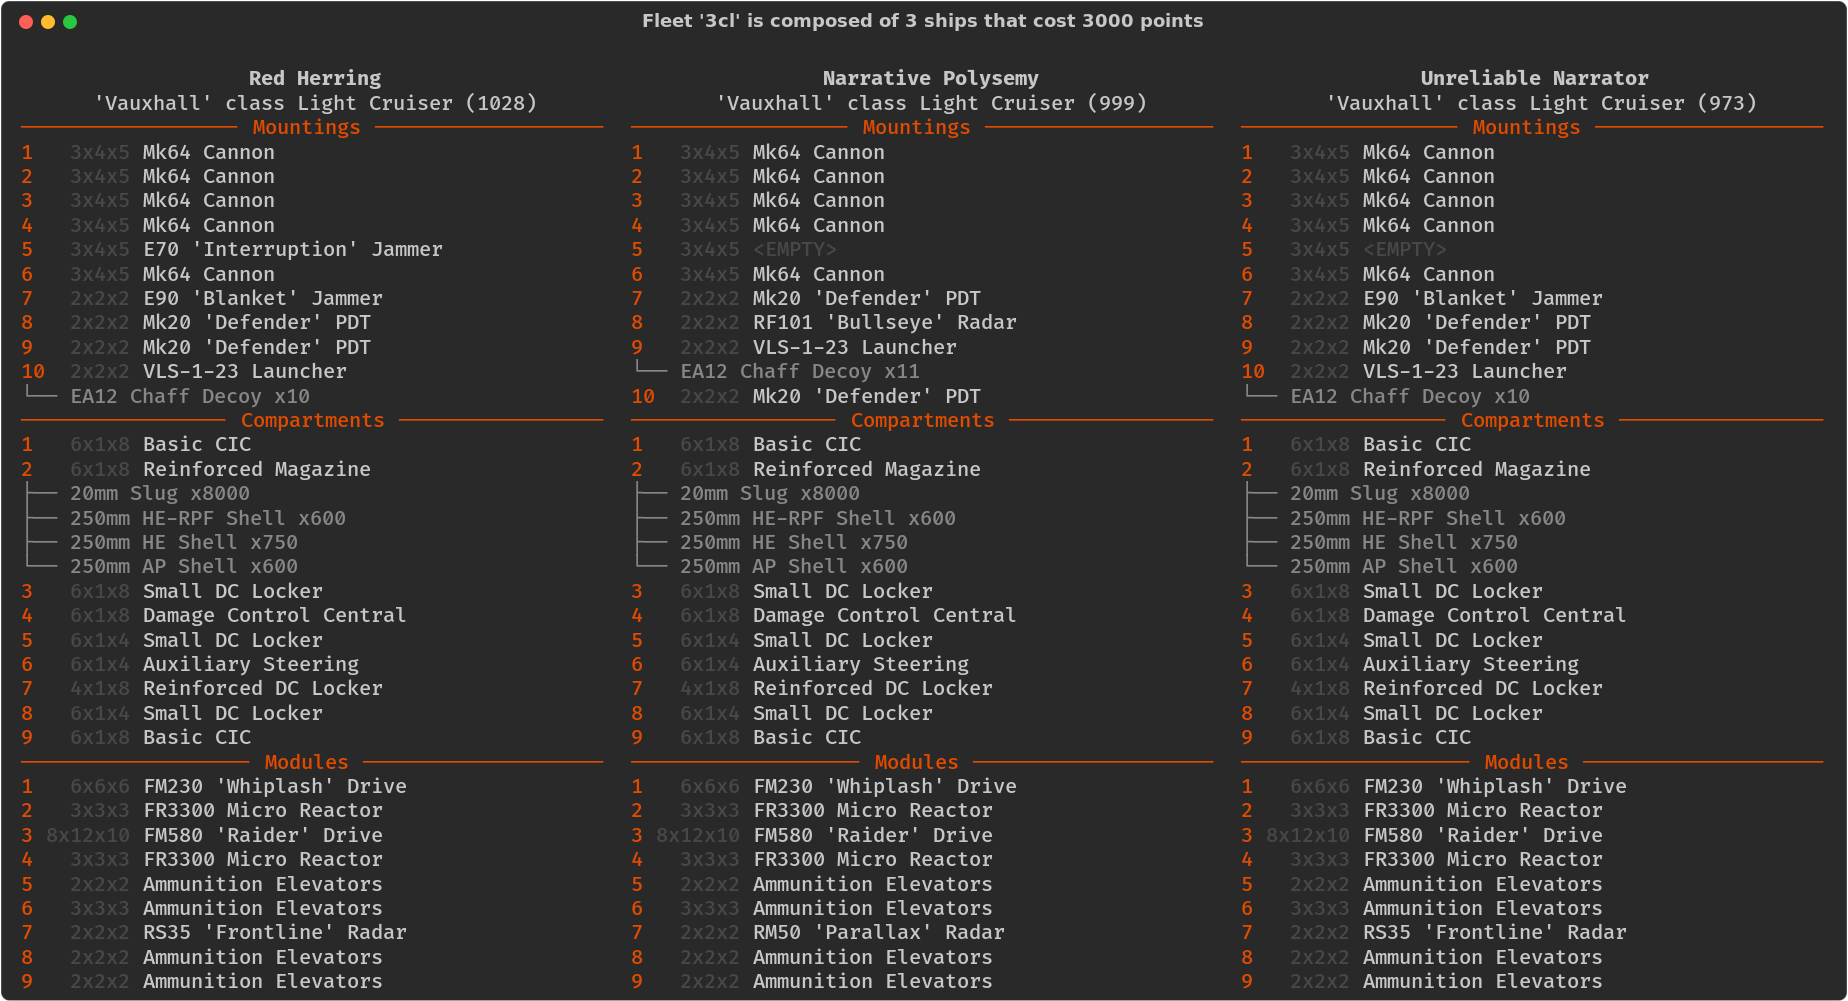 Fleet '3cl' is composed of 3 ships that cost 3000 points
Red Herring
'Vauxhall' class Light Cruiser (1028)
Mountings
1 3x4x5 Mk64 Cannon
2 3x4x5 Mk64 Cannon
3 3x4x5 Mk64 Cannon
4 3x4x5 Mk64 Cannon
5 3x4x5 E70 'Interruption' Jammer
6 3x4x5 Mk64 Cannon
7 2x2x2 E90 'Blanket' Jammer
8 2x2x2 Mk20 'Defender' PDT
9 2x2x2 Mk20 'Defender' PDT
10 2x2x2 VLS-1-23 Launcher
EA12 Chaff Decoy x10
Compartments
1 6x1x8 Basic CIC
2 6x1x8 Reinforced Magazine
20mm Slug x8000
250mm HE-RPF Shell x600
250mm HE Shell x750
250mm AP Shell x600
3 6x1x8 Small DC Locker
4 6x1x8 Damage Control Central
5 6x1x4 Small DC Locker
6 6x1x4 Auxiliary Steering
7 4x1x8 Reinforced DC Locker
8 6x1x4 Small DC Locker
9 6x1x8 Basic CIC
Modules
1 6x6x6 FM230 'Whiplash' Drive
2 3x3x3 FR3300 Micro Reactor
3 8x12x10 FM580 'Raider' Drive
4 3x3x3 FR3300 Micro Reactor
5 2x2x2 Ammunition Elevators
6 3x3x3 Ammunition Elevators
7 2x2x2 RS35 'Frontline' Radar
8 2x2x2 Ammunition Elevators
9 2x2x2 Ammunition Elevators
Narrative Polysemy
'Vauxhall' class Light Cruiser (999)
Mountings
1 3x4x5 Mk64 Cannon
2 3x4x5 Mk64 Cannon
3 3x4x5 Mk64 Cannon
4 3x4x5 Mk64 Cannon
5 3x4x5 <EMPTY>
6 3x4x5 Mk64 Cannon
7 2x2x2 Mk20 'Defender' PDT
8 2x2x2 RF101 'Bullseye' Radar
9 2x2x2 VLS-1-23 Launcher
EA12 Chaff Decoy x11
10 2x2x2 Mk20 'Defender' PDT
Compartments
1 6x1x8 Basic CIC
2 6x1x8 Reinforced Magazine
20mm Slug x8000
250mm HE-RPF Shell x600
250mm HE Shell x750
250mm AP Shell x600
3 6x1x8 Small DC Locker
4 6x1x8 Damage Control Central
5 6x1x4 Small DC Locker
6 6x1x4 Auxiliary Steering
7 4x1x8 Reinforced DC Locker
8 6x1x4 Small DC Locker
9 6x1x8 Basic CIC
Modules
1 6x6x6 FM230 'Whiplash' Drive
2 3x3x3 FR3300 Micro Reactor
3 8x12x10 FM580 'Raider' Drive
4 3x3x3 FR3300 Micro Reactor
5 2x2x2 Ammunition Elevators
6 3x3x3 Ammunition Elevators
7 2x2x2 RM50 'Parallax' Radar
8 2x2x2 Ammunition Elevators
9 2x2x2 Ammunition Elevators
Unreliable Narrator
'Vauxhall' class Light Cruiser (973)
Mountings
1 3x4x5 Mk64 Cannon
2 3x4x5 Mk64 Cannon
3 3x4x5 Mk64 Cannon
4 3x4x5 Mk64 Cannon
5 3x4x5 <EMPTY>
6 3x4x5 Mk64 Cannon
7 2x2x2 E90 'Blanket' Jammer
8 2x2x2 Mk20 'Defender' PDT
9 2x2x2 Mk20 'Defender' PDT
10 2x2x2 VLS-1-23 Launcher
EA12 Chaff Decoy x10
Compartments
1 6x1x8 Basic CIC
2 6x1x8 Reinforced Magazine
20mm Slug x8000
250mm HE-RPF Shell x600
250mm HE Shell x750
250mm AP Shell x600
3 6x1x8 Small DC Locker
4 6x1x8 Damage Control Central
5 6x1x4 Small DC Locker
6 6x1x4 Auxiliary Steering
7 4x1x8 Reinforced DC Locker
8 6x1x4 Small DC Locker
9 6x1x8 Basic CIC
Modules
1 6x6x6 FM230 'Whiplash' Drive
2 3x3x3 FR3300 Micro Reactor
3 8x12x10 FM580 'Raider' Drive
4 3x3x3 FR3300 Micro Reactor
5 2x2x2 Ammunition Elevators
6 3x3x3 Ammunition Elevators
7 2x2x2 RS35 'Frontline' Radar
8 2x2x2 Ammunition Elevators
9 2x2x2 Ammunition Elevators